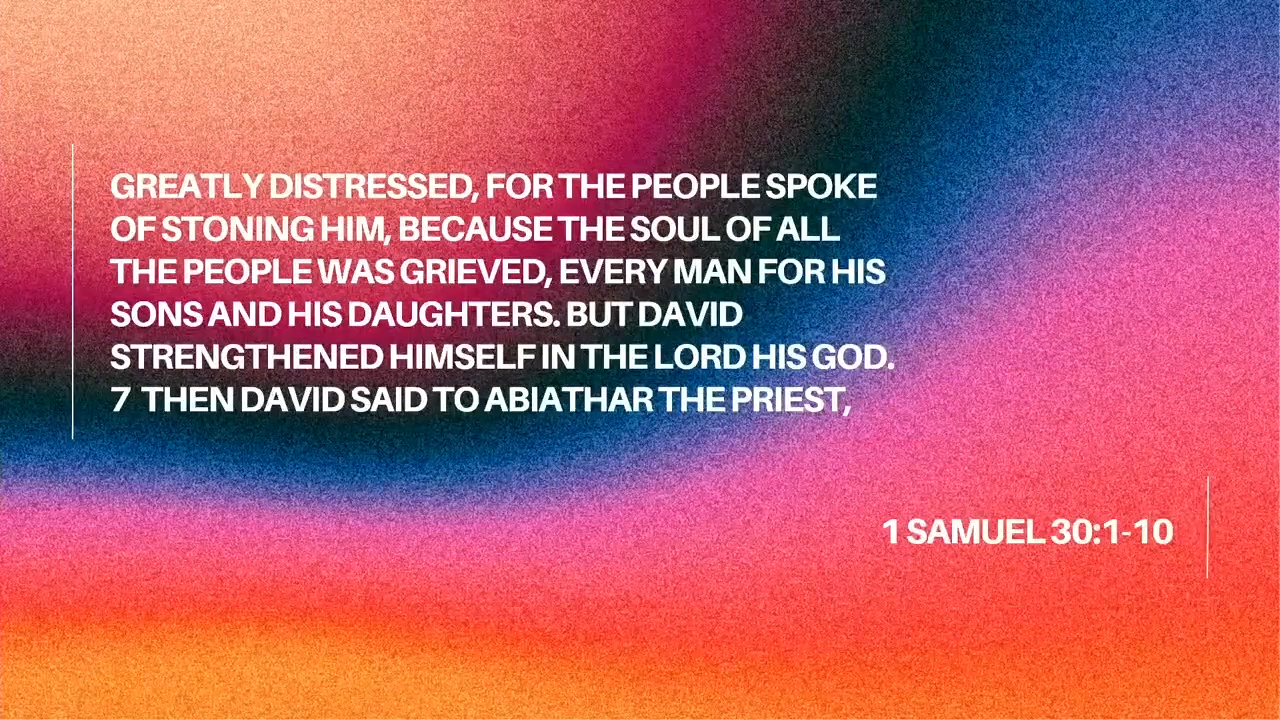 GREATLY DISTRESSED, FOR THE PEOPLE SPOKE
OF STONING HIM, BECAUSE THE SOUL OF ALL
THE PEOPLE WAS GRIEVED, EVERY MAN FOR HIS
SONS AND HIS DAUGHTERS. BUT DAVID
STRENGTHENED HIMSELF IN THE LORD HIS GOD.
7 THEN DAVID SAID TO ABIATHAR THE PRIEST,
1 SAMUEL 30:1-10